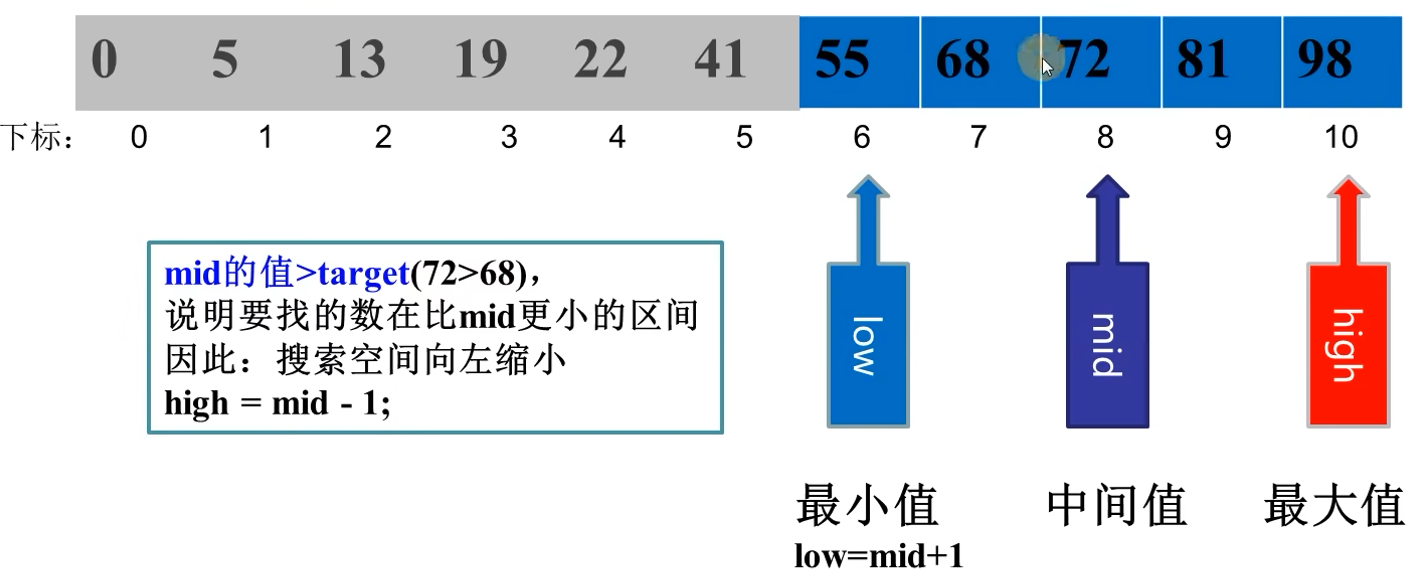 0 5 13 19 22 41 55 68 72 81 98
下标： 0 1 2 3 4 5 6 7 8 9 10
mid的值>target(72>68)，
说明要找的数在比mid更小的区间
因此：搜索空间向左缩小
high = mid - 1;
low
mid
high
最小值
中间值
最大值
low=mid+1